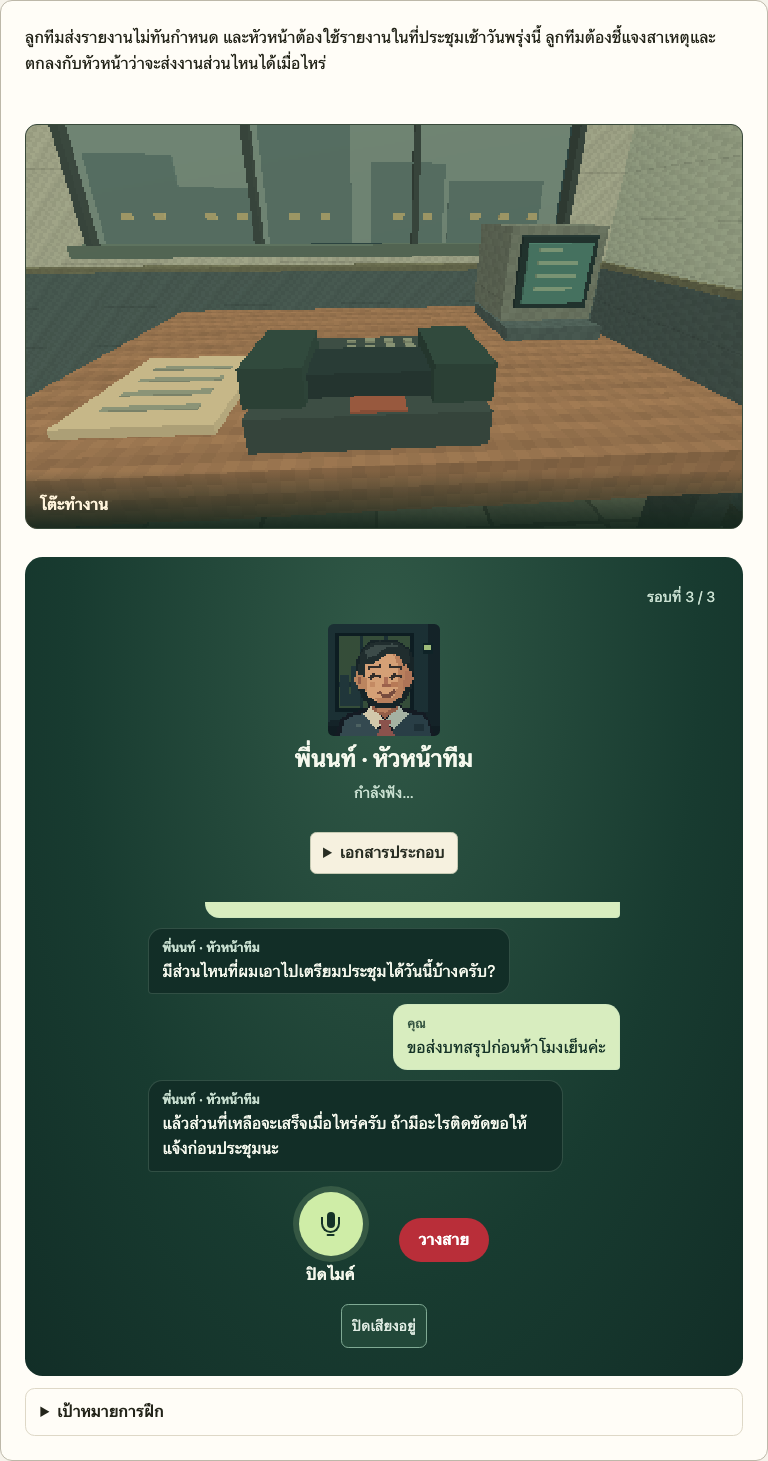 ลูกทีมส่งรายงานไม่ทันกำหนด และหัวหน้าต้องใช้รายงานในที่ประชุมเช้าวันพรุ่งนี้ ลูกทีมต้องชี้แจงสาเหตุและ
ตกลงกับหัวหน้าว่าจะส่งงานส่วนไหนได้เมื่อไหร่
โต๊ะทำงาน
รอบที่ 3 / 3
พี่นนท์ · หัวหน้าทีม
กำลังฟัง...
▶ เอกสารประกอบ
พี่นนท์ · หัวหน้าทีม
มีส่วนไหนที่ผมเอาไปเตรียมประชุมได้วันนี้บ้างครับ?
คุณ
ขอส่งบทสรุปก่อนห้าโมงเย็นค่ะ
พี่นนท์ · หัวหน้าทีม
แล้วส่วนที่เหลือจะเสร็จเมื่อไหร่ครับ ถ้ามีอะไรติดขัดขอให้
แจ้งก่อนประชุมนะ
วางสาย
ปิดไมค์
ปิดเสียงอยู่
▶ เป้าหมายการฝึก